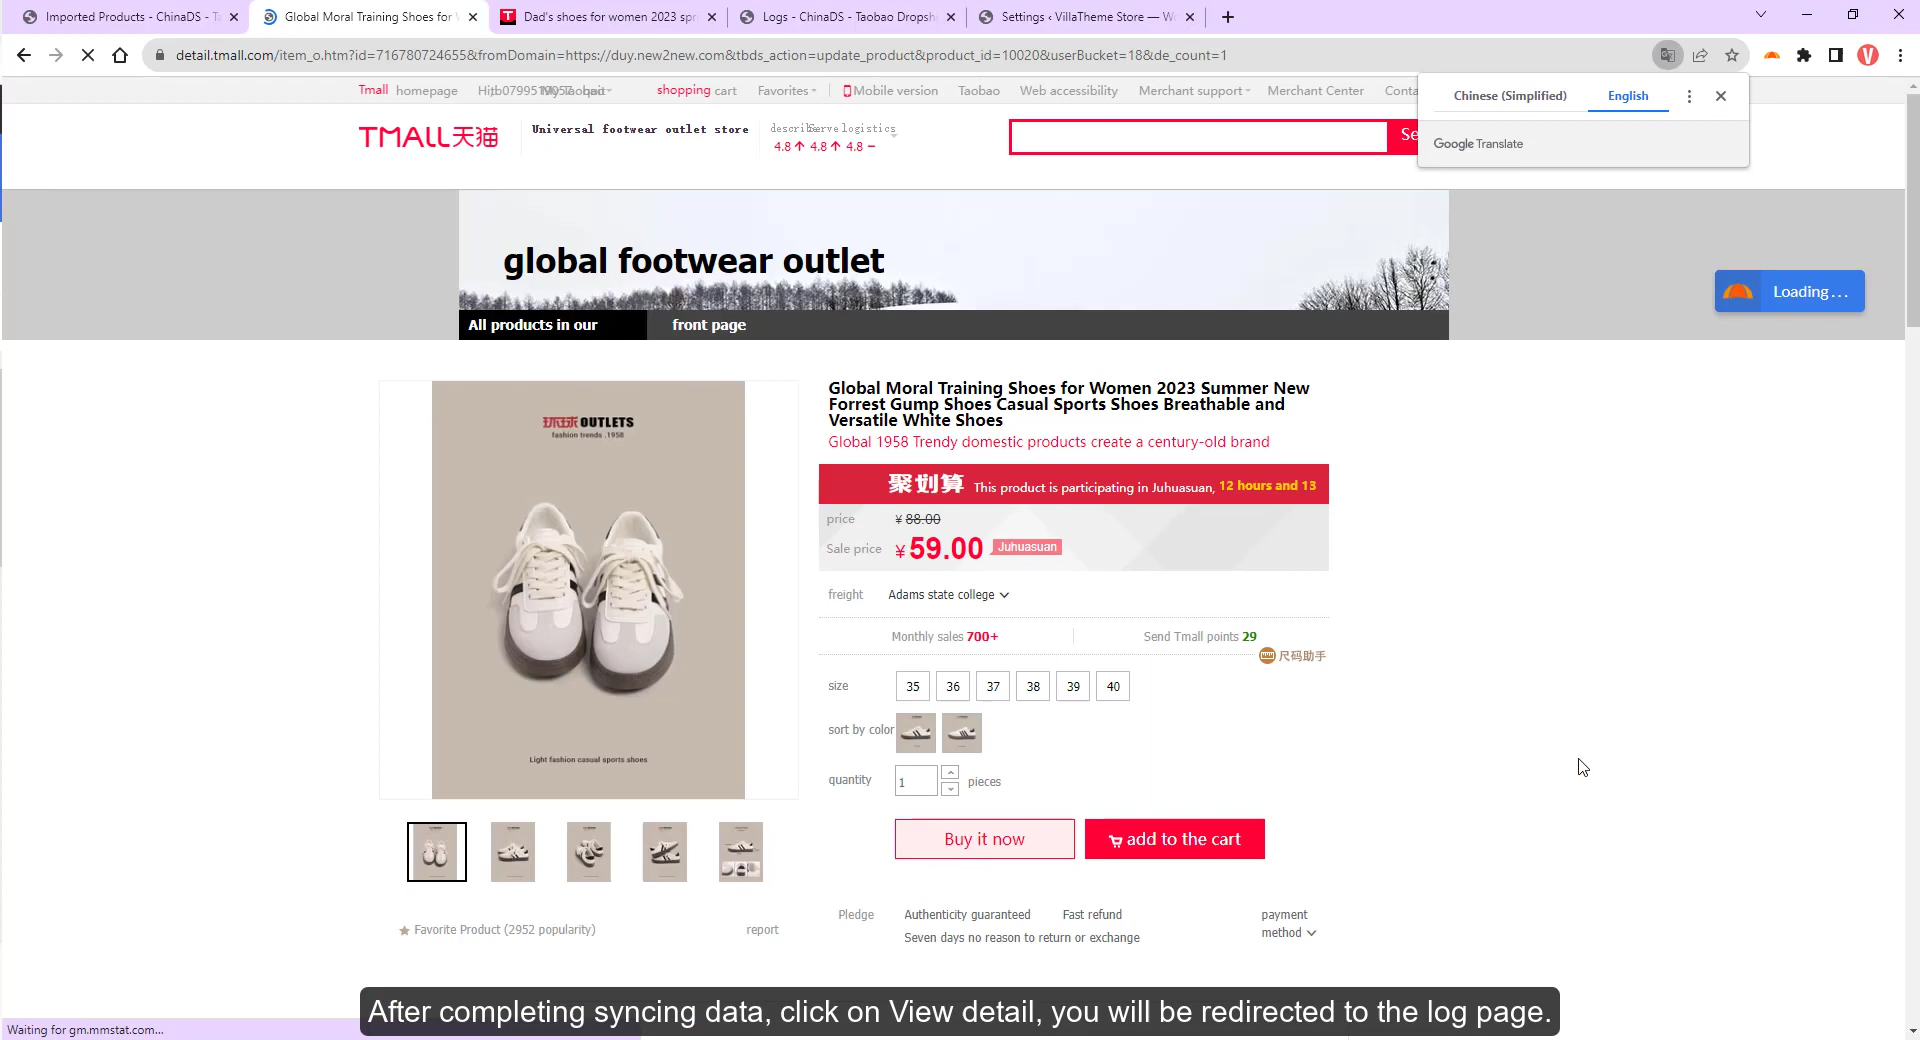 Imported Products - ChinaDS - Ta
Global Moral Training Shoes for W
Dad's shoes for women 2023 spr
Logs - ChinaDS - Taobao Dropsh
Settings ‹ VillaTheme Store — W
detail.tmall.com/item_o.htm?id=716780724655&fromDomain=https://duy.new2new.com&tbds_action=update_product&product_id=10020&userBucket=18&de_count=1
Chinese (Simplified) English
Google Translate
Tmall homepage shopping cart Favorites Mobile version Taobao Web accessibility Merchant support Merchant Center Conta
TMALL天猫
Universal footwear outlet store
logistics
4.8 4.8 4.8
Se
global footwear outlet
Loading...
All products in our front page
环球OUTLETS
fashion trends .1958
Light fashion casual sports shoes
Global Moral Training Shoes for Women 2023 Summer New
Forrest Gump Shoes Casual Sports Shoes Breathable and
Versatile White Shoes
Global 1958 Trendy domestic products create a century-old brand
聚划算 This product is participating in Juhuasuan, 12 hours and 13
price ¥ 88.00
Sale price ¥ 59.00 Juhuasuan
freight Adams state college
Monthly sales 700+ Send Tmall points 29
尺码助手
size 35 36 37 38 39 40
sort by color
quantity 1 pieces
Buy it now add to the cart
Pledge Authenticity guaranteed Fast refund payment
Seven days no reason to return or exchange method
Favorite Product (2952 popularity) report
After completing syncing data, click on View detail, you will be redirected to the log page.
Waiting for gm.mmstat.com...